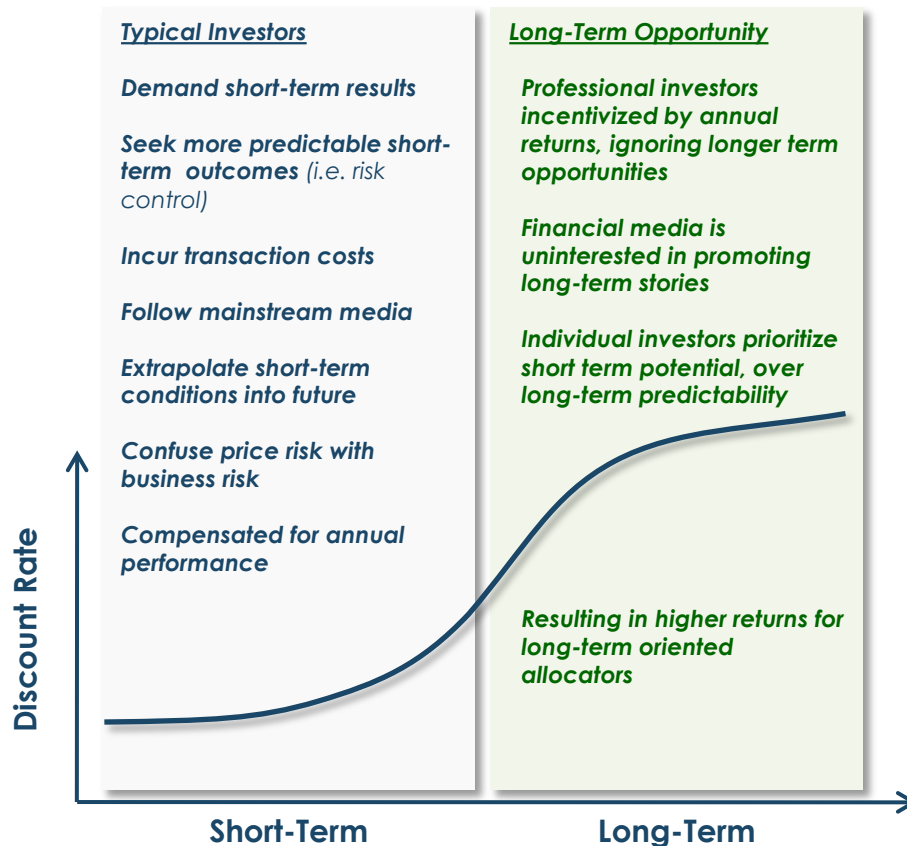 Typical Investors
Demand short-term results
Seek more predictable short-
term outcomes (i.e. risk
control)
Incur transaction costs
Follow mainstream media
Extrapolate short-term
conditions into future
Confuse price risk with
business risk
Compensated for annual
performance
Long-Term Opportunity
Professional investors
incentivized by annual
returns, ignoring longer term
opportunities
Financial media is
uninterested in promoting
long-term stories
Individual investors prioritize
short term potential, over
long-term predictability
Resulting in higher returns for
long-term oriented
allocators
Discount Rate
Short-Term
Long-Term